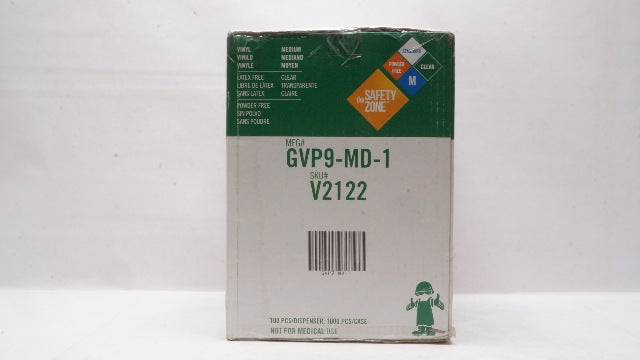 VINYL MEDIUM
VINILO MEDIANO
VINYLE MOYEN
LATEX FREE CLEAR
LIBRE DE LATEX TRANSPARENTE
SANS LATEX CLAIRE
POWDER FREE
SIN POLVO
SANS POUDRE
POWDER FREE
CLEAR
M
the SAFETY ZONE
MFG#
GVP9-MD-1
SKU#
V2122
100 PCS/DISPENSER, 1000 PCS/CASE
NOT FOR MEDICAL USE